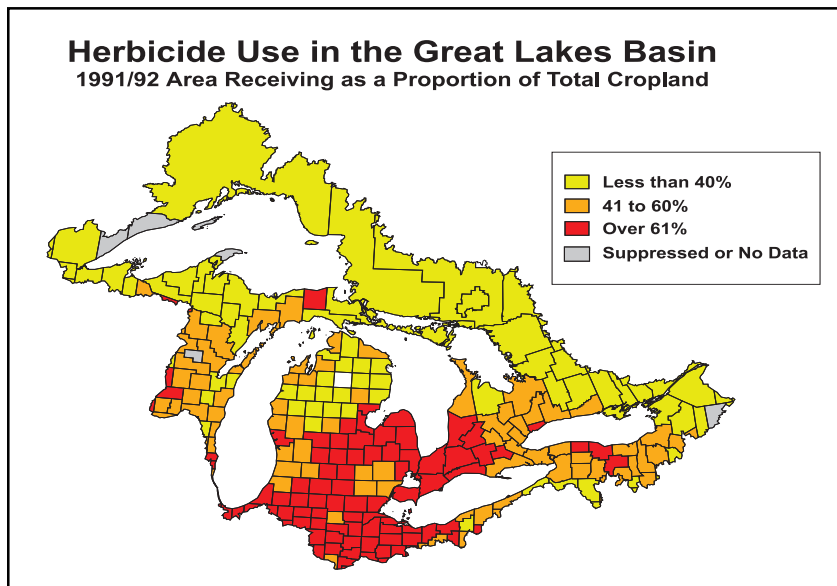 Herbicide Use in the Great Lakes Basin
1991/92 Area Receiving as a Proportion of Total Cropland
Less than 40%
41 to 60%
Over 61%
Suppressed or No Data